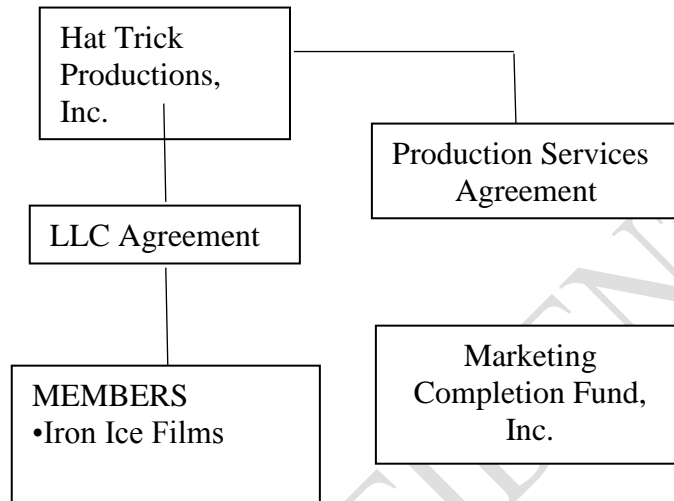 Hat Trick
Productions,
Inc.
Production Services
Agreement
LLC Agreement
Marketing
Completion Fund,
Inc.
MEMBERS
•Iron Ice Films